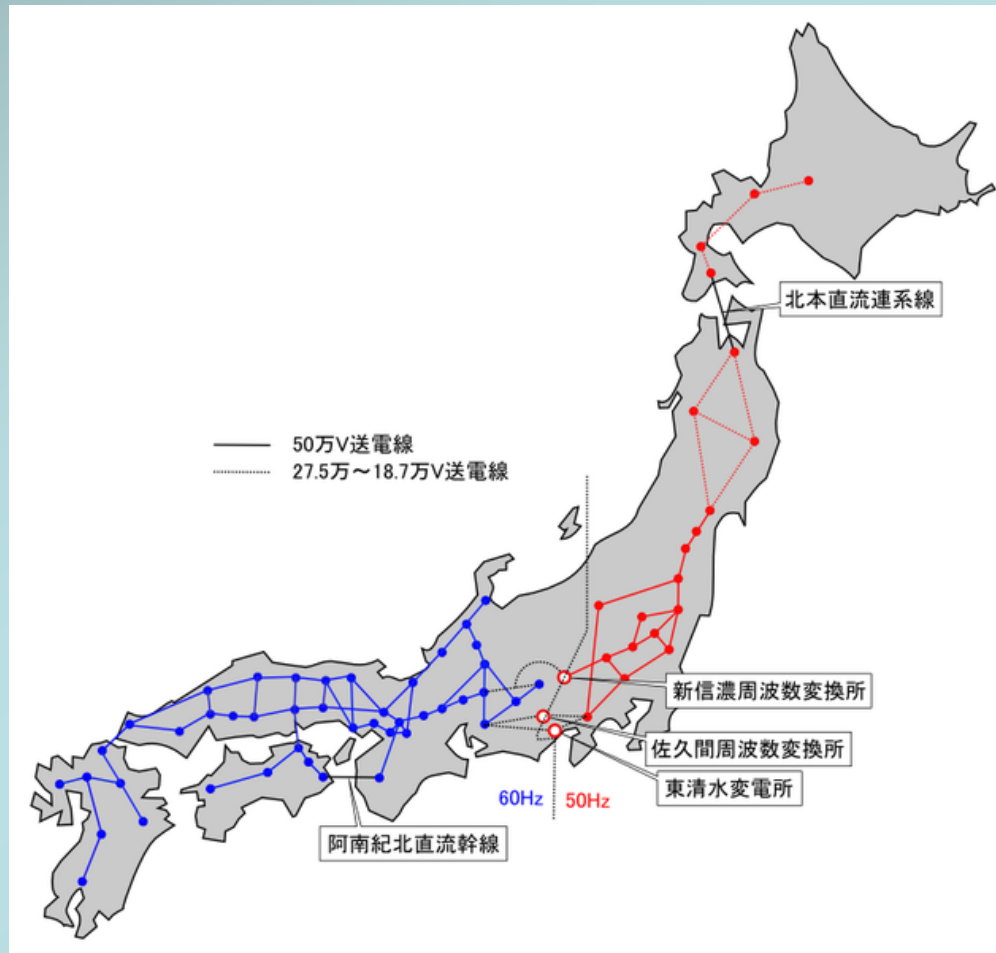 北本直流連系線
50万V送電線
27.5万～18.7万V送電線
新信濃周波数変換所
佐久間周波数変換所
東清水変電所
60Hz
50Hz
阿南紀北直流幹線